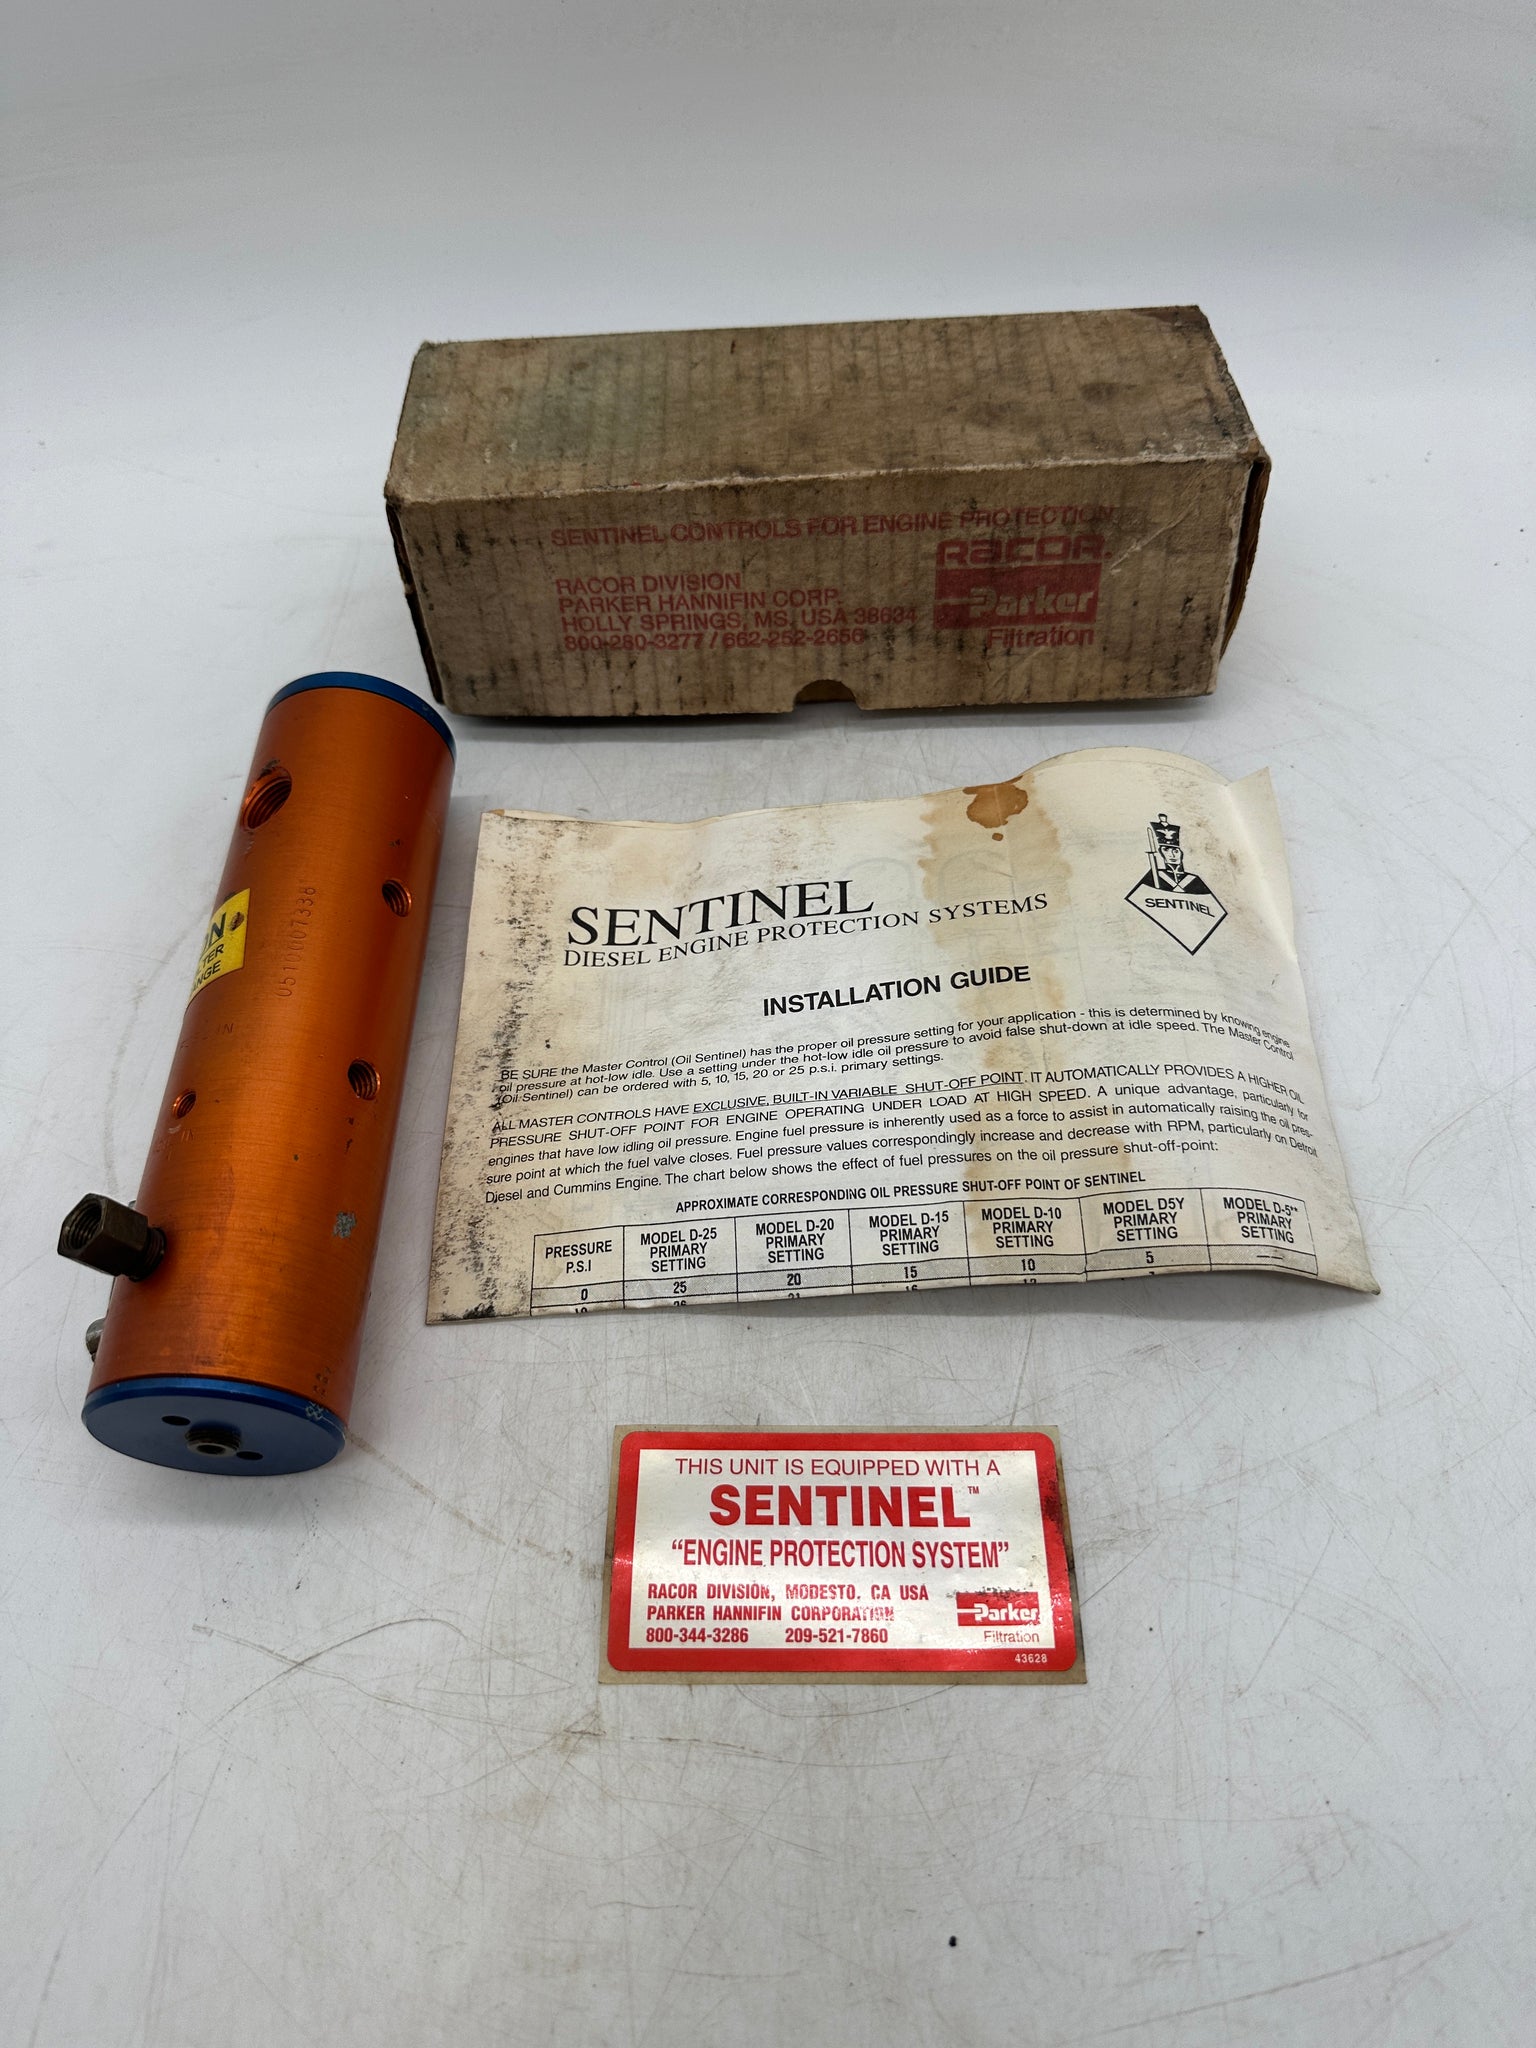 SENTINEL CONTROLS FOR ENGINE PROTECTION
RACOR DIVISION
PARKER HANNIFIN CORP.
HOLLY SPRINGS, MS. USA 38634
800-280-3277 / 662-252-2656
RACOR.
Parker
Filtration
0510007338
IN
SENTINEL
DIESEL ENGINE PROTECTION SYSTEMS
SENTINEL
INSTALLATION GUIDE
BE SURE the Master Control (Oil Sentinel) has the proper oil pressure setting for your application - this is determined by knowing engine
oil pressure at hot-low idle. Use a setting under the hot-low idle oil pressure to avoid false shut-down at idle speed. The Master Control
(Oil Sentinel) can be ordered with 5, 10, 15, 20 or 25 p.s.i. primary settings.
ALL MASTER CONTROLS HAVE EXCLUSIVE, BUILT-IN VARIABLE SHUT-OFF POINT. IT AUTOMATICALLY PROVIDES A HIGHER OIL
PRESSURE SHUT-OFF POINT FOR ENGINE OPERATING UNDER LOAD AT HIGH SPEED. A unique advantage, particularly for
engines that have low idling oil pressure. Engine fuel pressure is inherently used as a force to assist in automatically raising the oil pres-
sure point at which the fuel valve closes. Fuel pressure values correspondingly increase and decrease with RPM, particularly on Detroit
Diesel and Cummins Engine. The chart below shows the effect of fuel pressures on the oil pressure shut-off-point:
APPROXIMATE CORRESPONDING OIL PRESSURE SHUT-OFF POINT OF SENTINEL
PRESSURE P.S.I MODEL D-25 PRIMARY SETTING MODEL D-20 PRIMARY SETTING MODEL D-15 PRIMARY SETTING MODEL D-10 PRIMARY SETTING MODEL D5Y PRIMARY SETTING MODEL D-5** PRIMARY SETTING
0 25 20 15 10 5 —
THIS UNIT IS EQUIPPED WITH A
SENTINEL™
"ENGINE PROTECTION SYSTEM"
RACOR DIVISION, MODESTO, CA USA
PARKER HANNIFIN CORPORATION
800-344-3286 209-521-7860
Parker
Filtration
43628